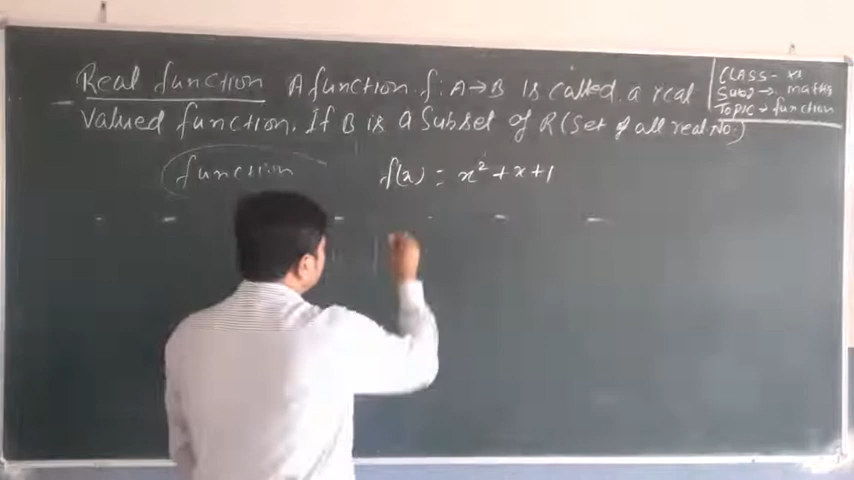 Real function A function f: A→B is called a real
valued function, If B is a Subset of R (Set of all real No.)
CLASS - XI
Sub → maths
Topic → function
function f(x) = x² + x + 1